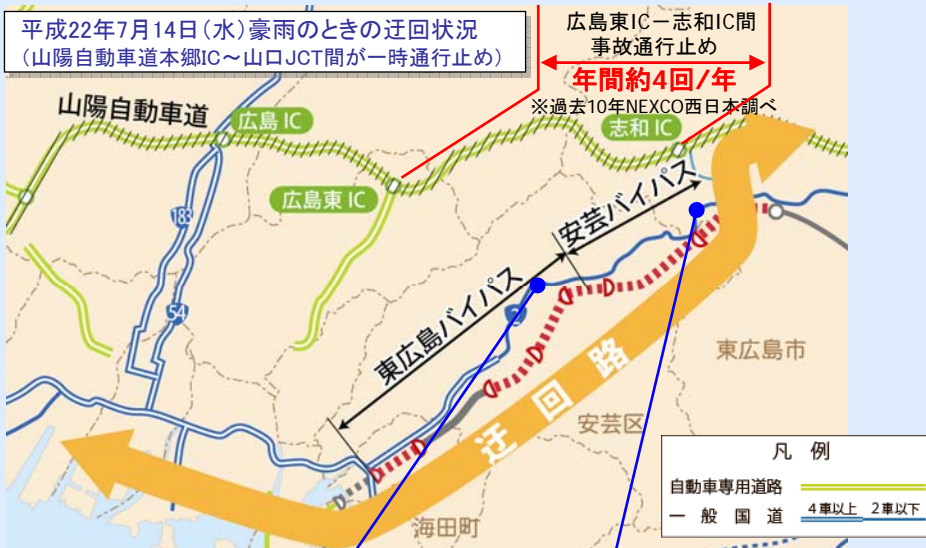 平成22年7月14日(水)豪雨のときの迂回状況
(山陽自動車道本郷IC～山口JCT間が一時通行止め)
広島東IC－志和IC間
事故通行止め
年間約4回/年
※過去10年NEXCO西日本調べ
山陽自動車道
広島IC
志和IC
広島東IC
183
安芸バイパス
2
54
東広島バイパス
東広島市
迂回路
安芸区
海田町
凡例
自動車専用道路
一般国道 4車以上 2車以下